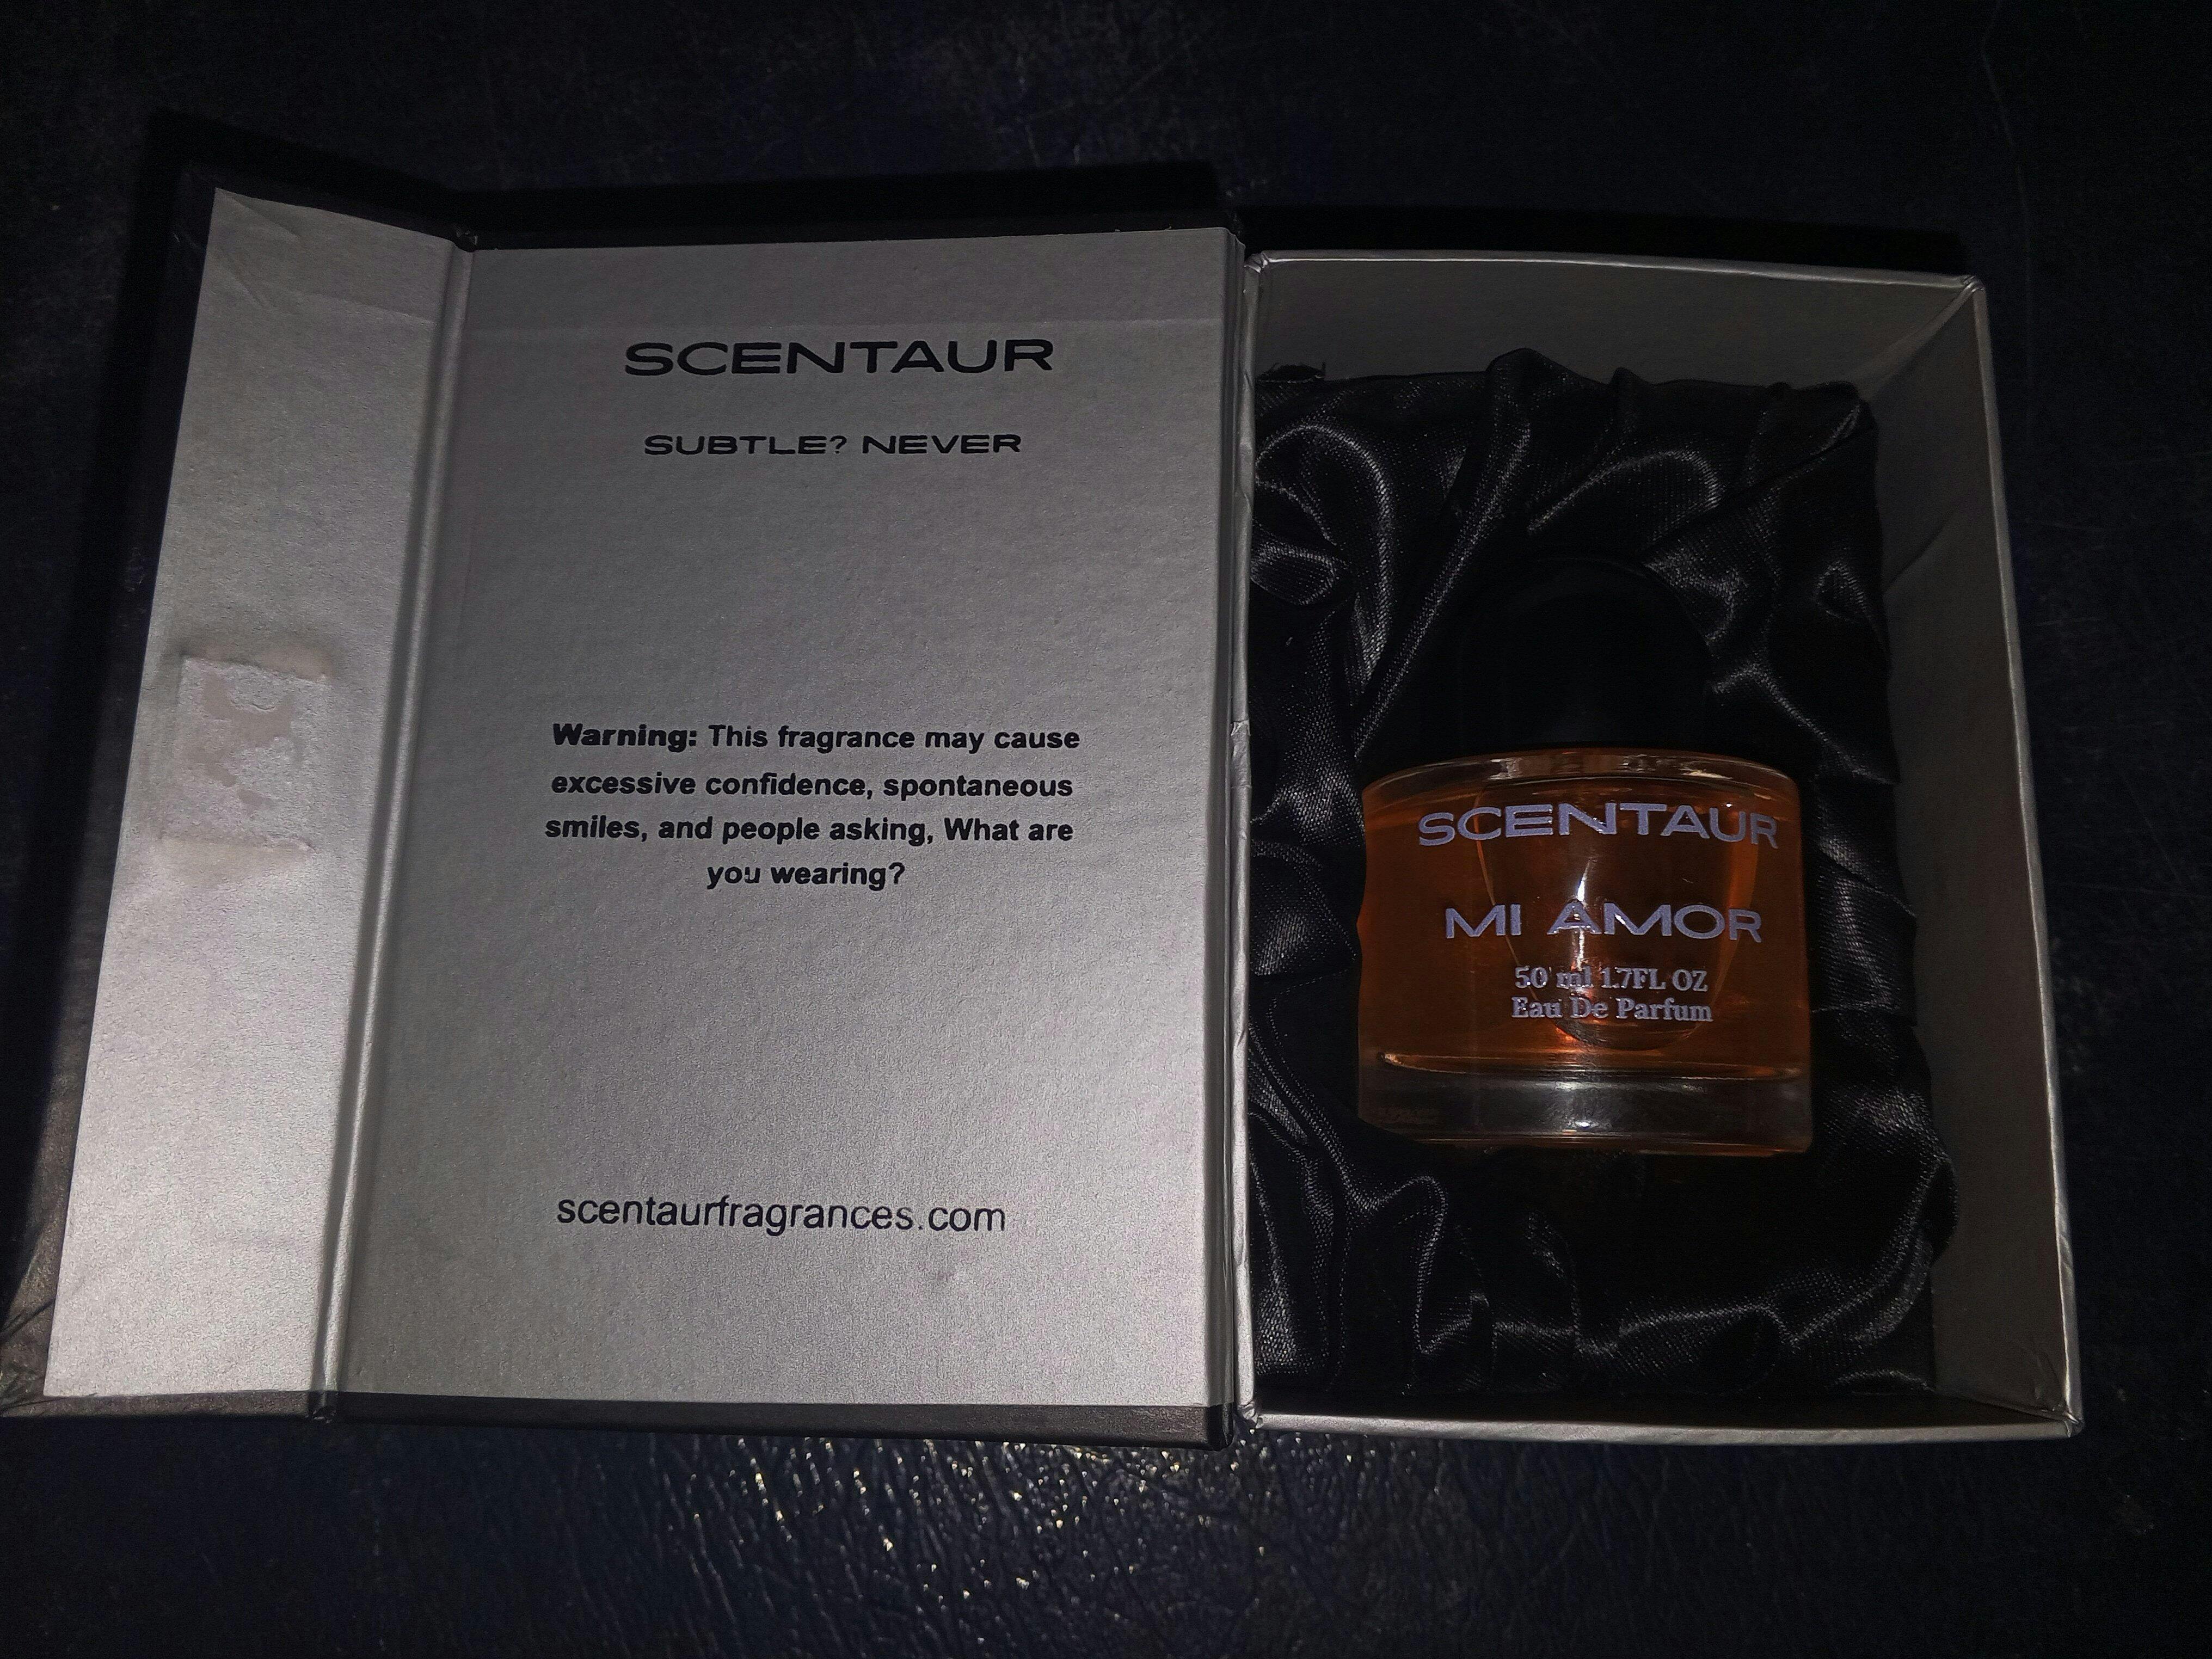 SCENTAUR
SUBTLE? NEVER
Warning: This fragrance may cause
excessive confidence, spontaneous
smiles, and people asking, What are
you wearing?
scentaurfragrances.com
SCENTAUR
MI AMOR
50 ml 1.7FL OZ
Eau De Parfum